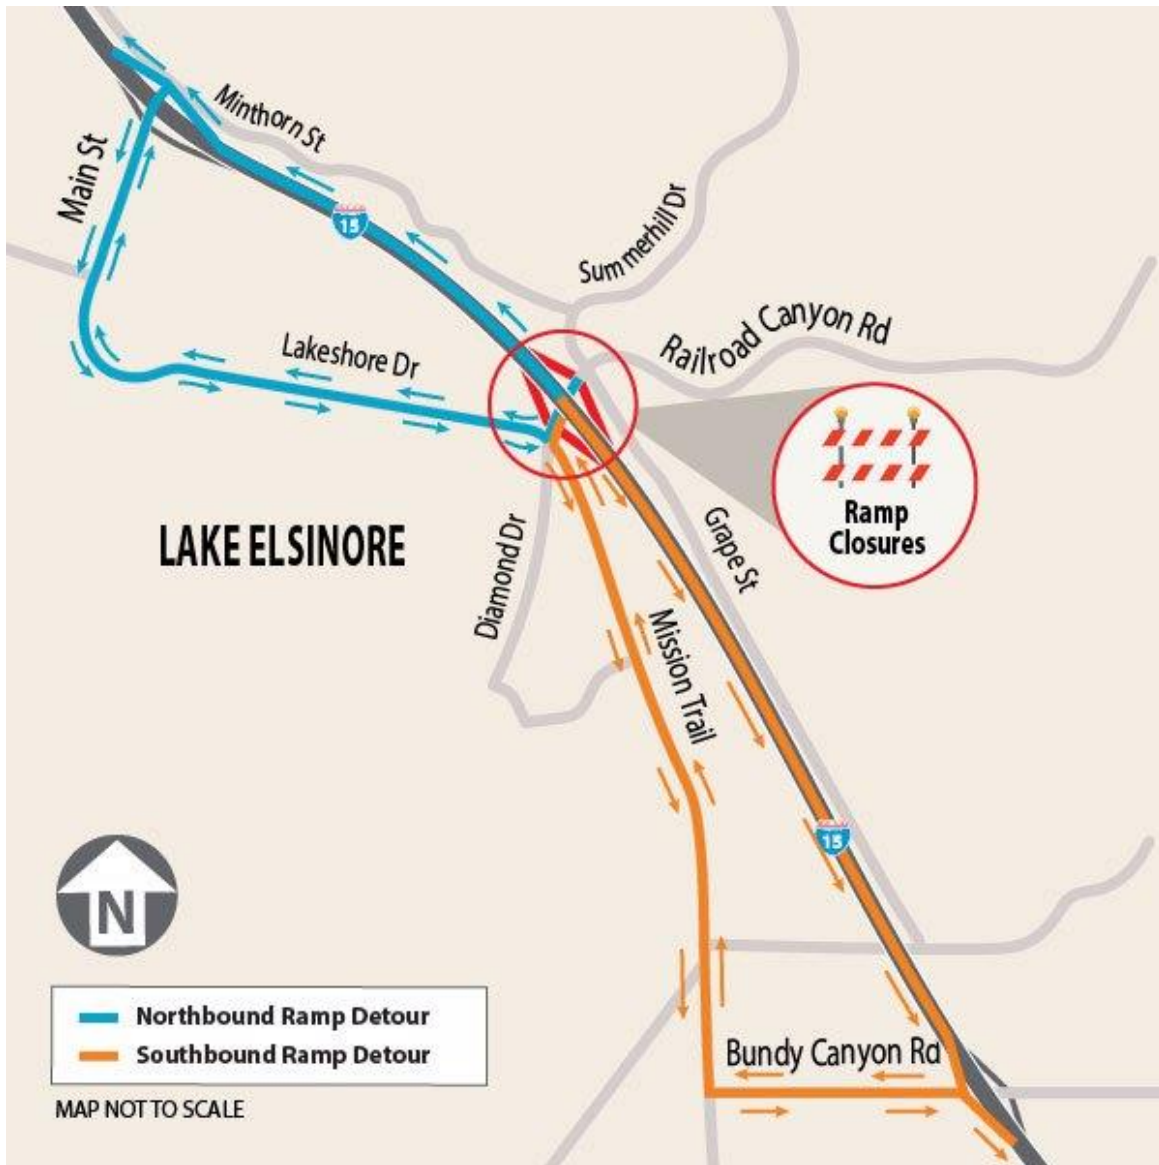 Minthorn St
Main St
15
Summerhill Dr
Railroad Canyon Rd
Lakeshore Dr
Ramp
Closures
LAKE ELSINORE
Grape St
Diamond Dr
Mission Trail
15
N
Northbound Ramp Detour
Southbound Ramp Detour
Bundy Canyon Rd
MAP NOT TO SCALE